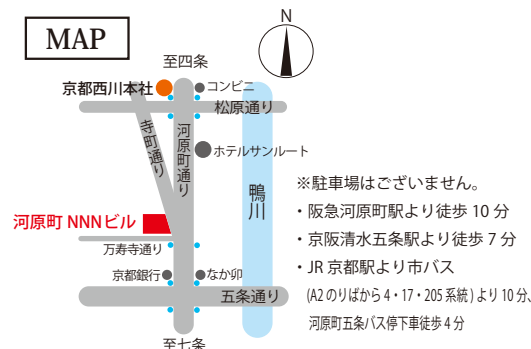 MAP
N
至四条
京都西川本社
コンビニ
松原通り
寺町通り
河原町通り
ホテルサンルート
鴨川
河原町 NNN ビル
万寿寺通り
京都銀行
なか卯
五条通り
至七条
※駐車場はございません。
・阪急河原町駅より徒歩 10 分
・京阪清水五条駅より徒歩 7 分
・JR 京都駅より市バス
(A2 のりばから 4・17・205 系統) より 10 分、
河原町五条バス停下車徒歩 4 分